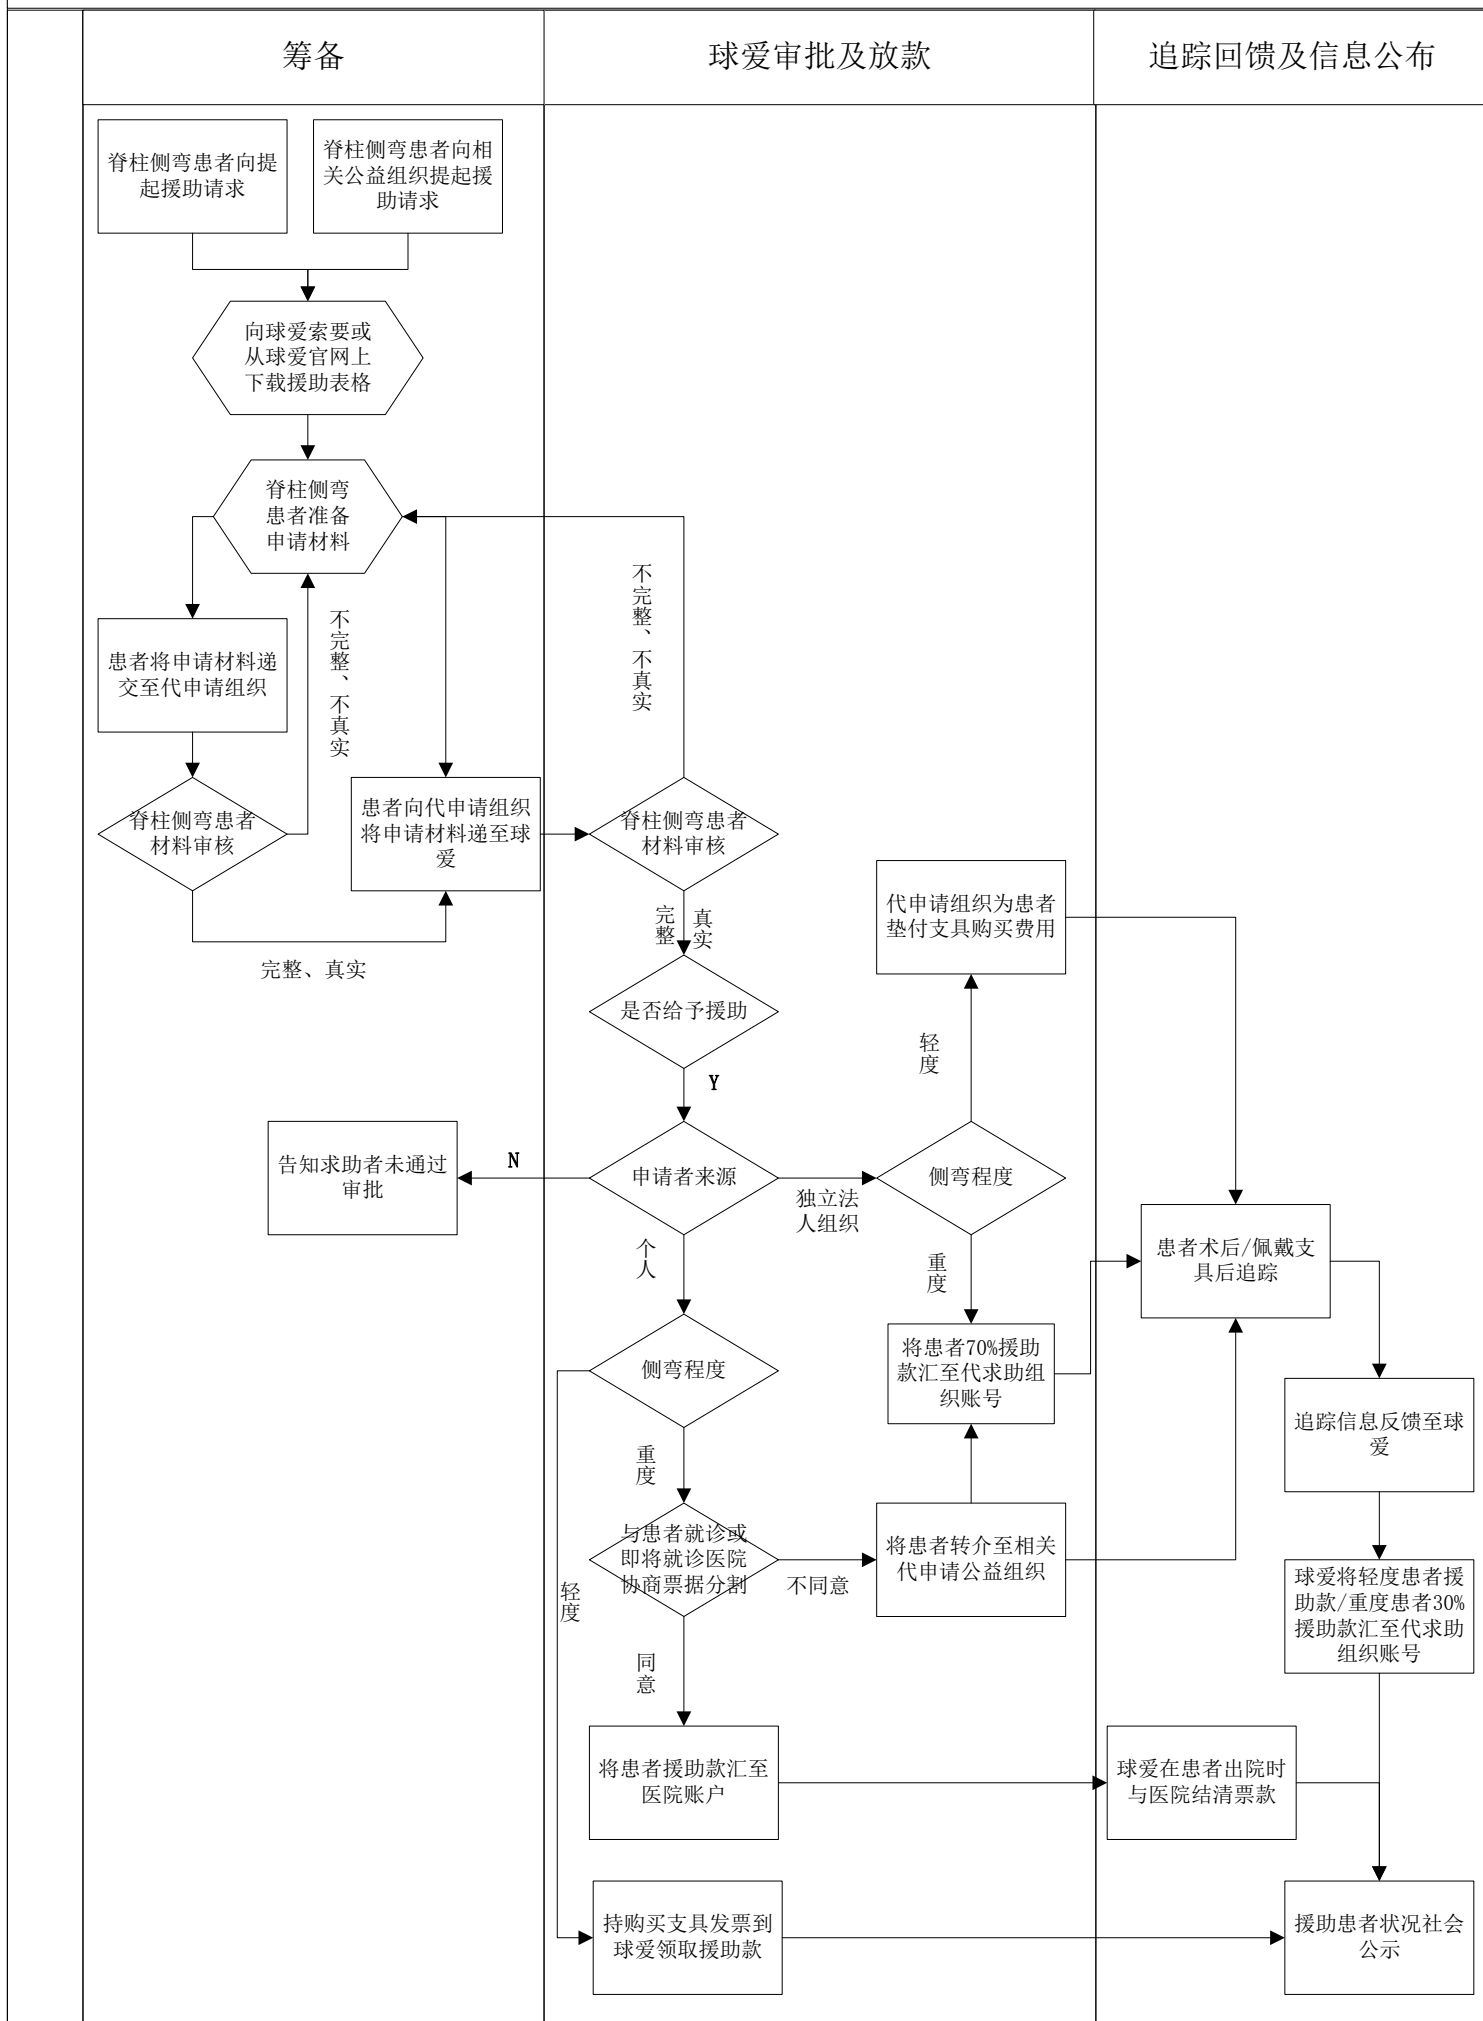 筹备
球爱审批及放款
追踪回馈及信息公布
脊柱侧弯患者向提
起援助请求
脊柱侧弯患者向相
关公益组织提起援
助请求
向球爱索要或
从球爱官网上
下载援助表格
脊柱侧弯
患者准备
申请材料
不完整、不真实
不完整、不真实
患者将申请材料递
交至代申请组织
脊柱侧弯患者
材料审核
患者向代申请组织
将申请材料递至球
爱
脊柱侧弯患者
材料审核
完整、真实
完整
真实
代申请组织为患者
垫付支具购买费用
是否给予援助
轻度
Y
告知求助者未通过
审批
N
申请者来源
独立法
人组织
侧弯程度
个人
重度
患者术后/佩戴支
具后追踪
侧弯程度
将患者70%援助
款汇至代求助组
织账号
追踪信息反馈至球
爱
重度
轻度
与患者就诊或
即将就诊医院
协商票据分割
不同意
将患者转介至相关
代申请公益组织
球爱将轻度患者援
助款/重度患者30%
援助款汇至代求助
组织账号
同意
将患者援助款汇至
医院账户
球爱在患者出院时
与医院结清票款
持购买支具发票到
球爱领取援助款
援助患者状况社会
公示